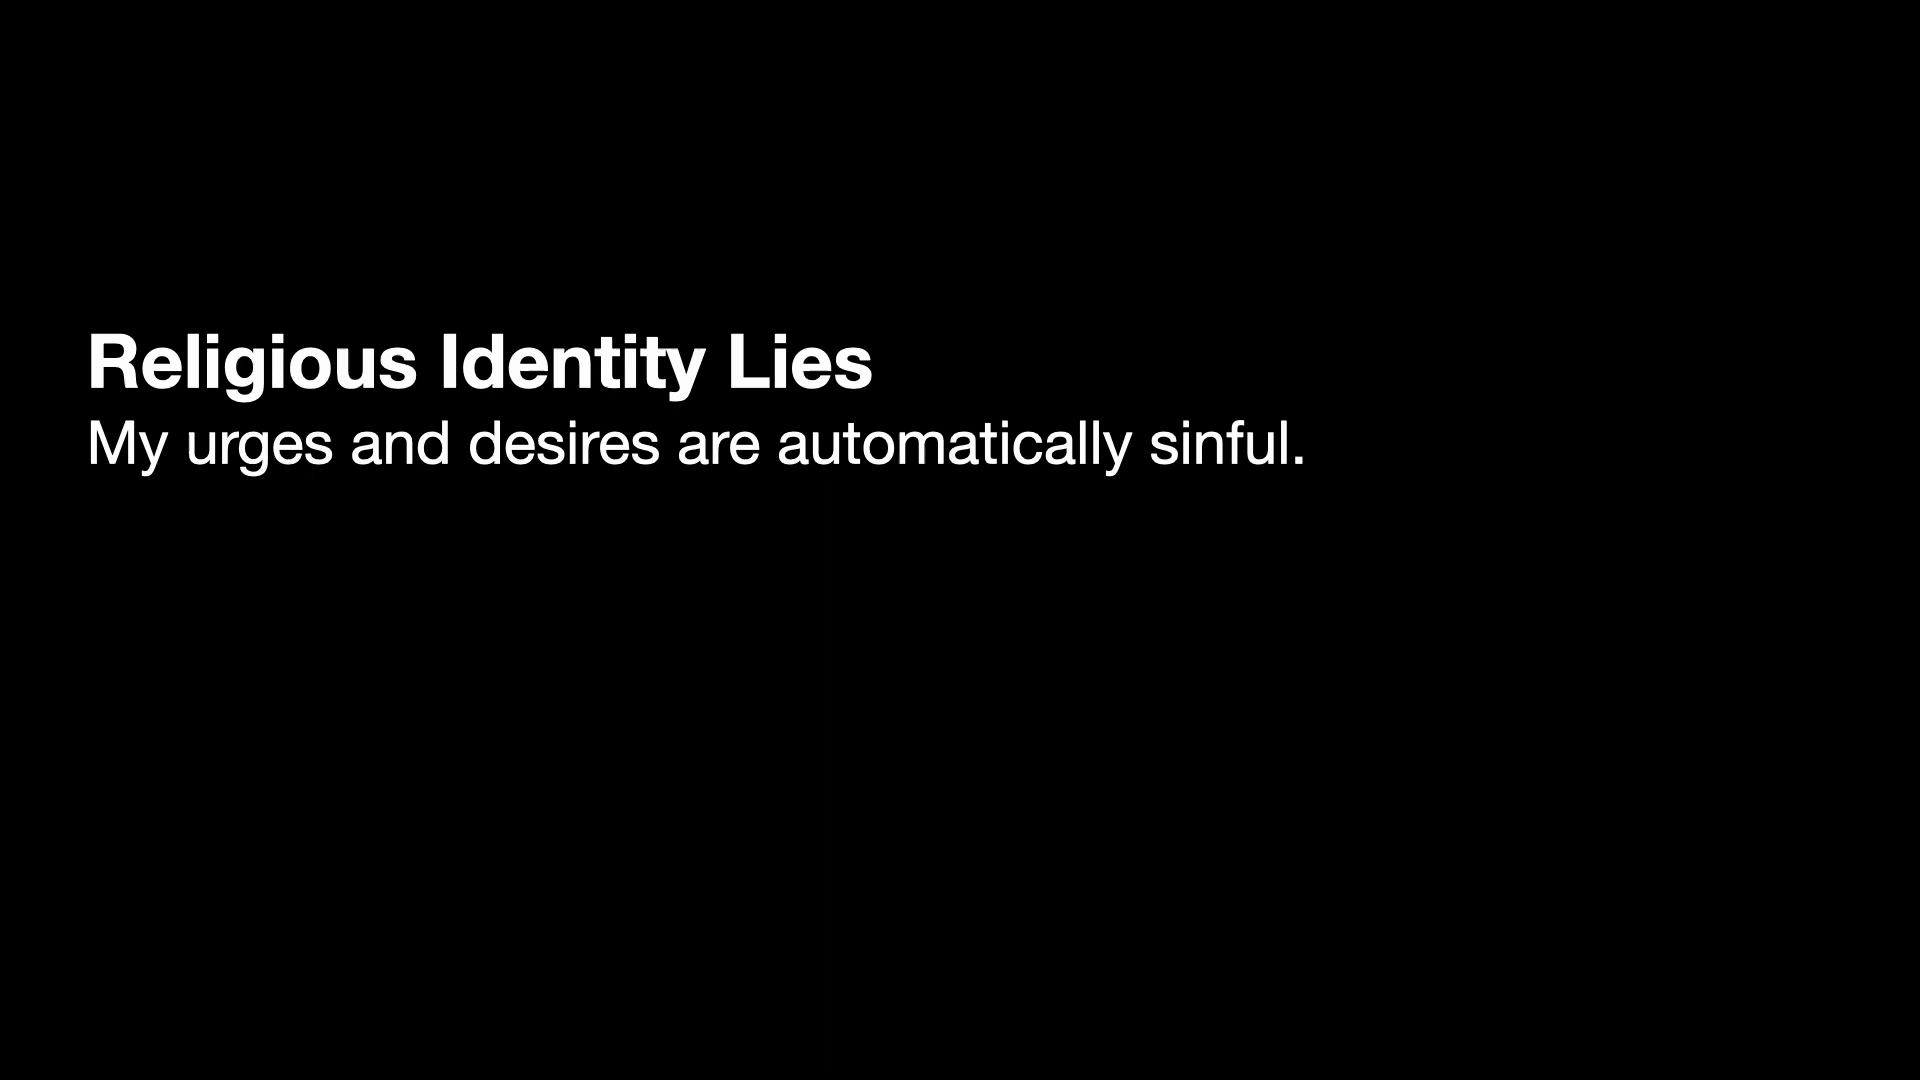 Religious Identity Lies
My urges and desires are automatically sinful.